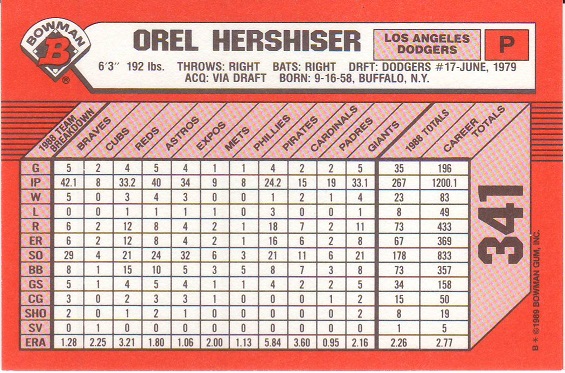 BOWMAN
B ®
OREL HERSHISER
LOS ANGELES
DODGERS
P
6'3" 192 lbs. THROWS: RIGHT BATS: RIGHT DRFT: DODGERS #17-JUNE, 1979
ACQ: VIA DRAFT BORN: 9-16-58, BUFFALO, N.Y.
1988 TEAM BREAKDOWN BRAVES CUBS REDS ASTROS EXPOS METS PHILLIES PIRATES CARDINALS PADRES GIANTS 1988 TOTALS CAREER TOTALS
G 5 2 4 5 4 1 1 4 2 2 5 35 196
IP 42.1 8 33.2 40 34 9 8 24.2 15 19 33.1 267 1200.1
W 5 0 3 4 3 0 1 0 2 2 3 23 83
L 0 0 1 1 1 1 0 3 0 0 1 8 49
R 6 2 12 8 4 2 1 18 7 2 11 73 433
ER 6 2 12 8 4 2 1 16 6 2 8 67 369
SO 29 4 21 24 32 6 3 21 11 6 21 178 833
BB 8 1 15 10 5 3 5 8 7 3 8 73 357
GS 5 2 4 5 4 1 1 4 2 1 5 34 158
CG 3 0 2 3 3 1 0 0 1 1 1 15 50
SHO 2 0 1 2 1 0 0 0 0 1 1 8 19
SV 0 0 0 0 0 0 0 0 0 1 0 1 5
ERA 1.28 2.25 3.21 1.80 1.06 2.00 1.13 5.84 3.60 0.95 2.16 2.26 2.77
341
B + ©1989 BOWMAN GUM, INC.